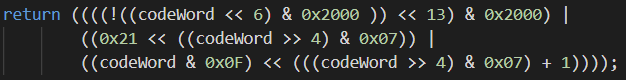 return ((((!((codeWord << 6) & 0x2000 )) << 13) & 0x2000) |
((0x21 << ((codeWord >> 4) & 0x07)) |
((codeWord & 0x0F) << (((codeWord >> 4) & 0x07) + 1))));